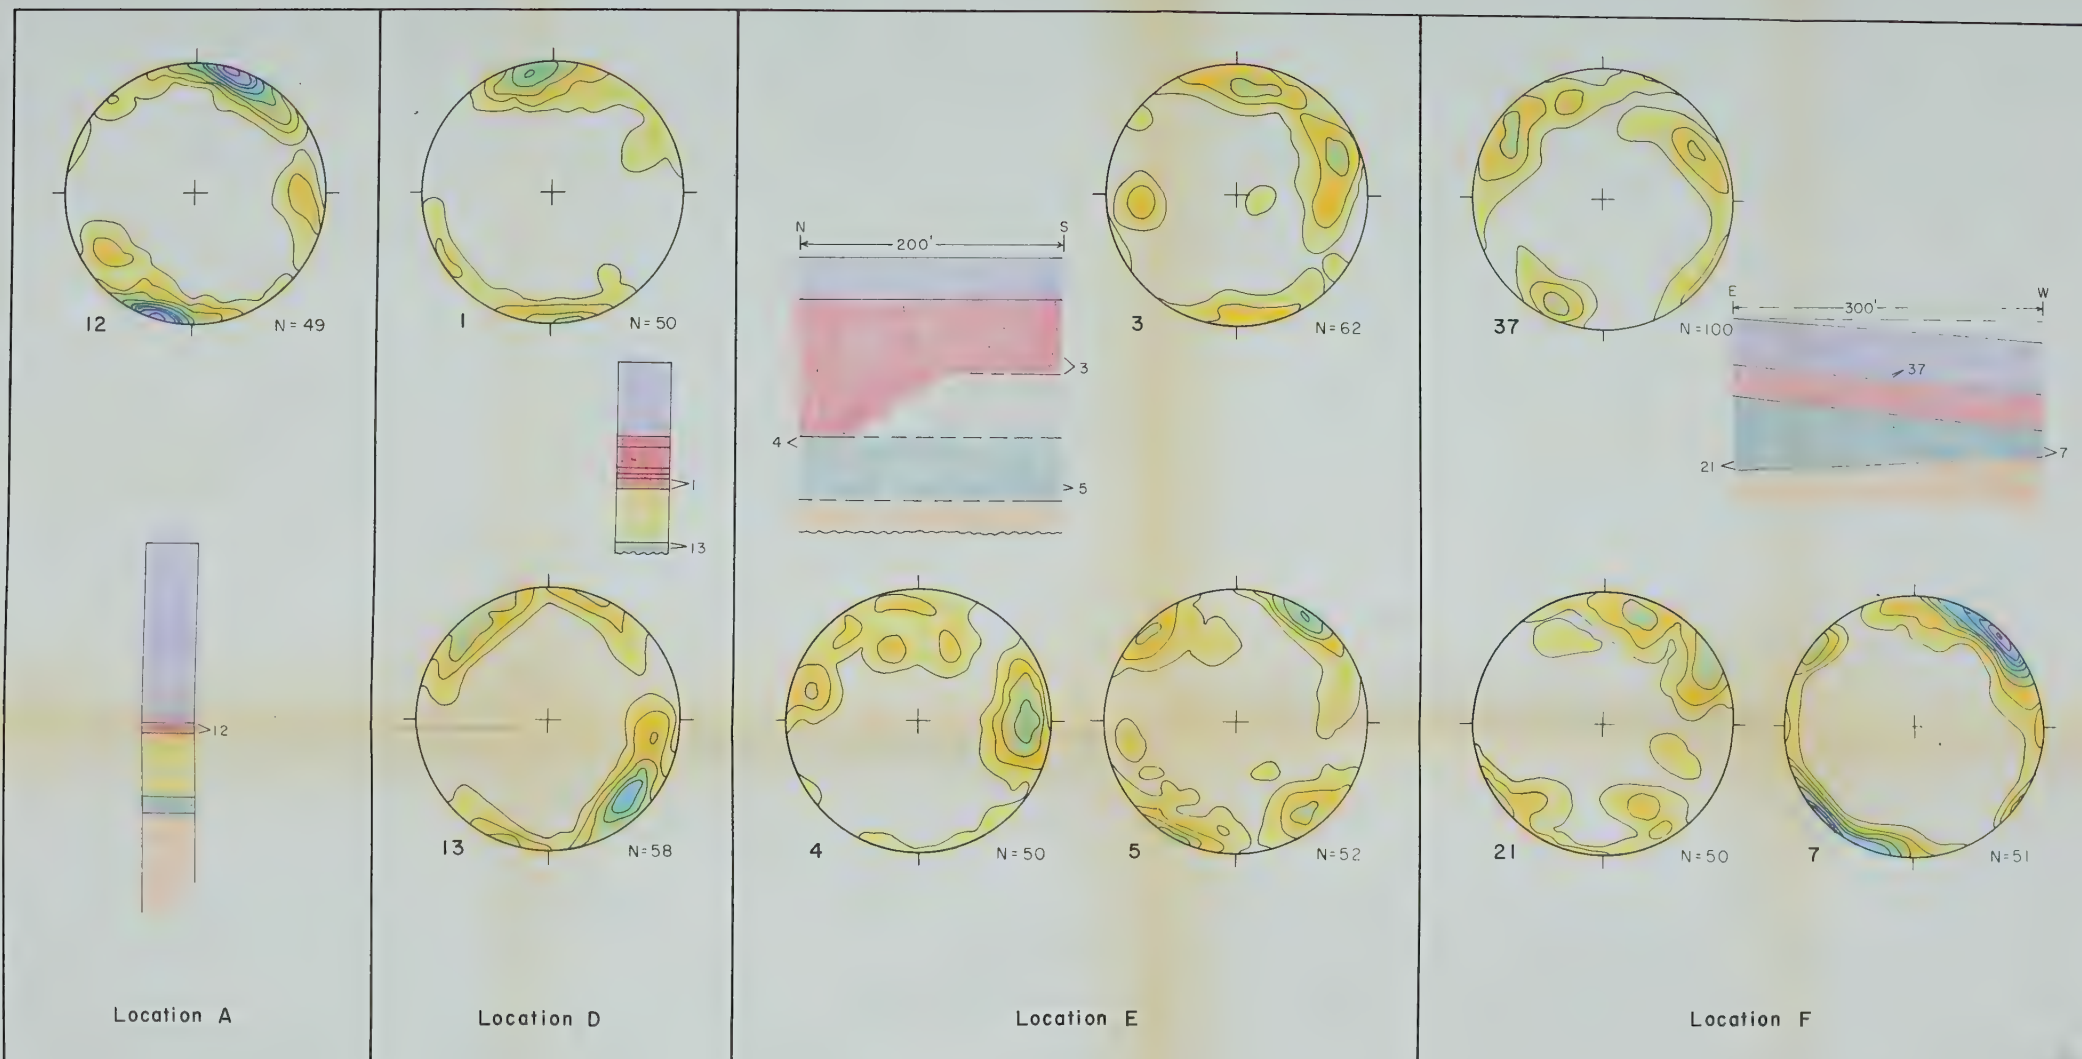 12
N = 49
12
Location A
1
N = 50
1
13
13
N = 58
Location D
N
S
200'
3
4
5
3
N = 62
4
N = 50
5
N = 52
Location E
37
N = 100
E
W
300'
37
21
7
21
N = 50
7
N = 51
Location F